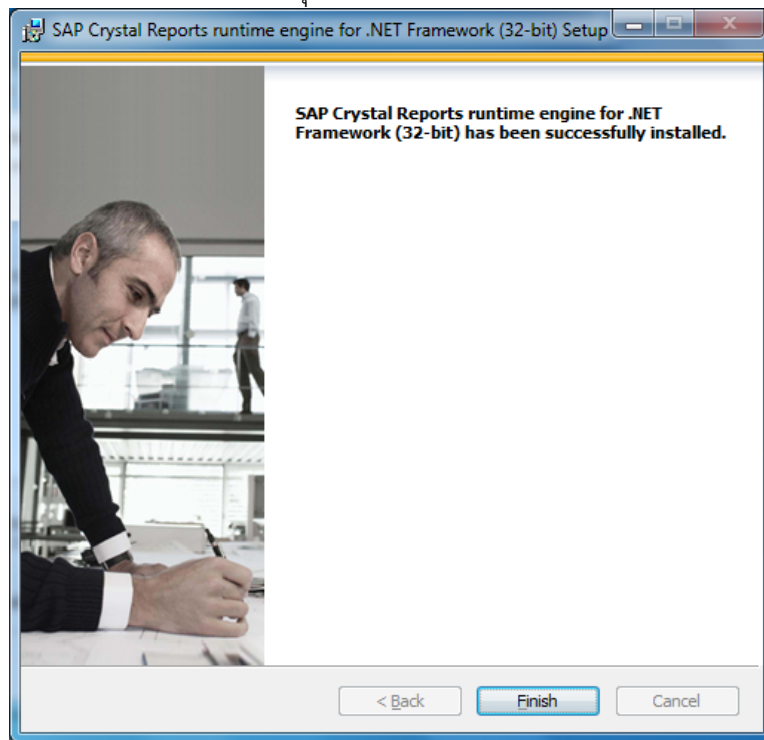 SAP Crystal Reports runtime engine for .NET Framework (32-bit) Setup
SAP Crystal Reports runtime engine for .NET
Framework (32-bit) has been successfully installed.
< Back
Finish
Cancel